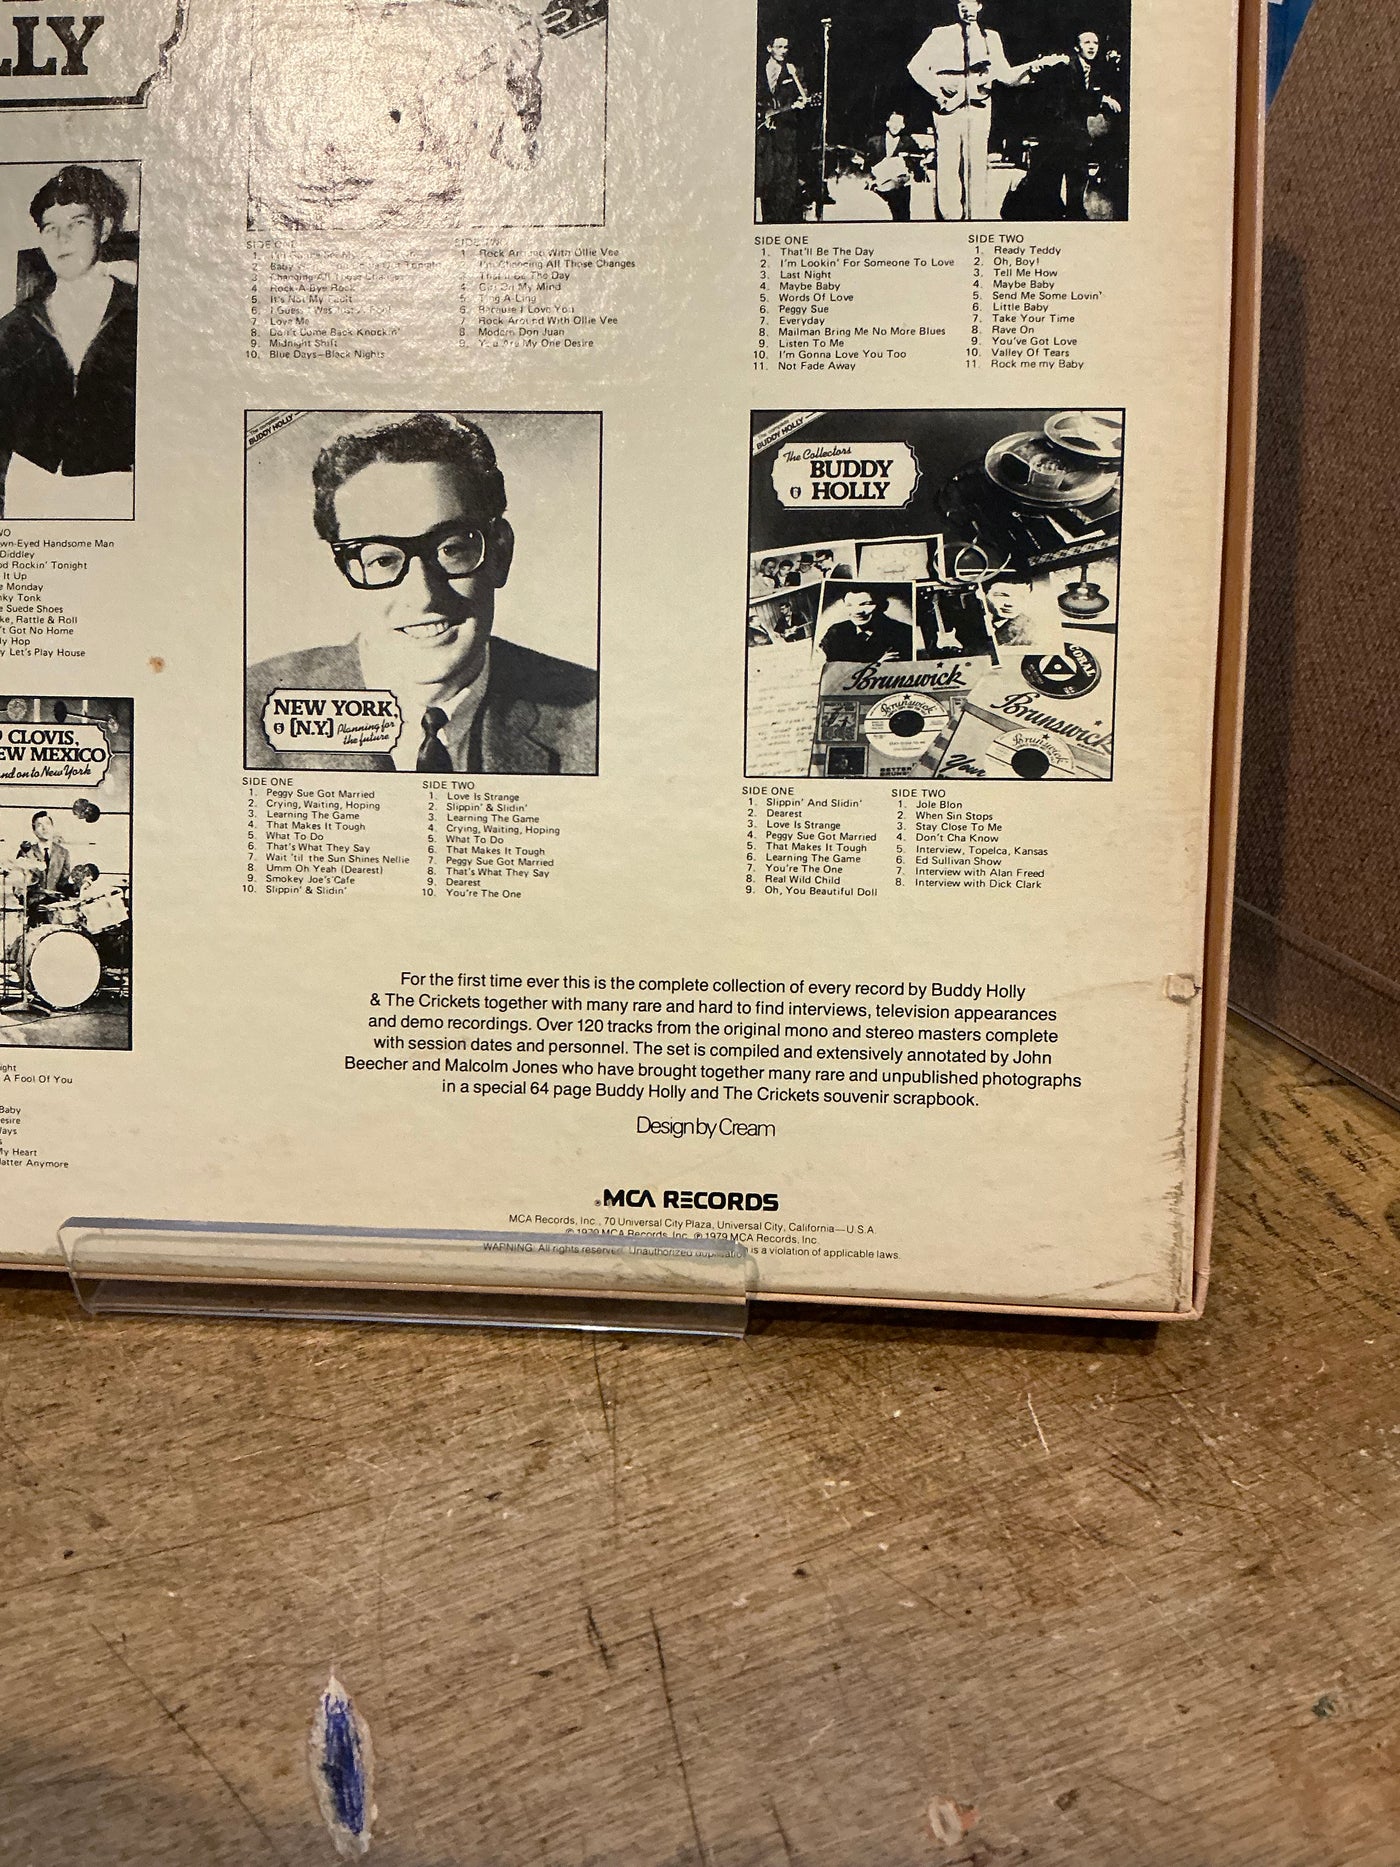 LLY
SIDE ONE
4. Rock-A-Bye Rock
5. It's Not My Fault
7. Love Me
8. Don't Come Back Knockin'
9. Midnight Shift
10. Blue Days-Black Nights
SIDE TWO
1. Rock Around With Ollie Vee
I'm Changing All Those Changes
That'll Be The Day
4. Girl On My Mind
5. Ting A Ling
6. Because I Love You
7. Rock Around With Ollie Vee
8. Modern Don Juan
9. You Are My One Desire
SIDE ONE
1. That'll Be The Day
2. I'm Lookin' For Someone To Love
3. Last Night
4. Maybe Baby
5. Words Of Love
6. Peggy Sue
7. Everyday
8. Mailman Bring Me No More Blues
9. Listen To Me
10. I'm Gonna Love You Too
11. Not Fade Away
SIDE TWO
1. Ready Teddy
2. Oh, Boy!
3. Tell Me How
4. Maybe Baby
5. Send Me Some Lovin'
6. Little Baby
7. Take Your Time
8. Rave On
9. You've Got Love
10. Valley Of Tears
11. Rock me my Baby
WO
wn-Eyed Handsome Man
Diddley
od Rockin' Tonight
It Up
e Monday
nky Tonk
e Suede Shoes
ke, Rattle & Roll
't Got No Home
ly Hop
y Let's Play House
The complete
BUDDY HOLLY
NEW YORK,
(N.Y.) Planning for
the future
The complete
BUDDY HOLLY
The Collectors
BUDDY
HOLLY
CORAL
Brunswick
Brunswick
Brunswick
Brunswick
Your
CLOVIS,
EW MEXICO
and on to New York
SIDE ONE
1. Peggy Sue Got Married
2. Crying, Waiting, Hoping
3. Learning The Game
4. That Makes It Tough
5. What To Do
6. That's What They Say
7. Wait 'til the Sun Shines Nellie
8. Umm Oh Yeah (Dearest)
9. Smokey Joe's Cafe
10. Slippin' & Slidin'
SIDE TWO
1. Love Is Strange
2. Slippin' & Slidin'
3. Learning The Game
4. Crying, Waiting, Hoping
5. What To Do
6. That Makes It Tough
7. Peggy Sue Got Married
8. That's What They Say
9. Dearest
10. You're The One
SIDE ONE
1. Slippin' And Slidin'
2. Dearest
3. Love Is Strange
4. Peggy Sue Got Married
5. That Makes It Tough
6. Learning The Game
7. You're The One
8. Real Wild Child
9. Oh, You Beautiful Doll
SIDE TWO
1. Jole Blon
2. When Sin Stops
3. Stay Close To Me
4. Don't Cha Know
5. Interview, Topelca, Kansas
6. Ed Sullivan Show
7. Interview with Alan Freed
8. Interview with Dick Clark
ight
A Fool Of You
Baby
esire
Ways
s
My Heart
Matter Anymore
For the first time ever this is the complete collection of every record by Buddy Holly
& The Crickets together with many rare and hard to find interviews, television appearances
and demo recordings. Over 120 tracks from the original mono and stereo masters complete
with session dates and personnel. The set is compiled and extensively annotated by John
Beecher and Malcolm Jones who have brought together many rare and unpublished photographs
in a special 64 page Buddy Holly and The Crickets souvenir scrapbook.
Design by Cream
MCA RECORDS
MCA Records, Inc., 70 Universal City Plaza, Universal City, California—U.S.A.
© 1979 MCA Records, Inc. ℗ 1979 MCA Records, Inc.
WARNING: All rights reserved. Unauthorized duplication is a violation of applicable laws.